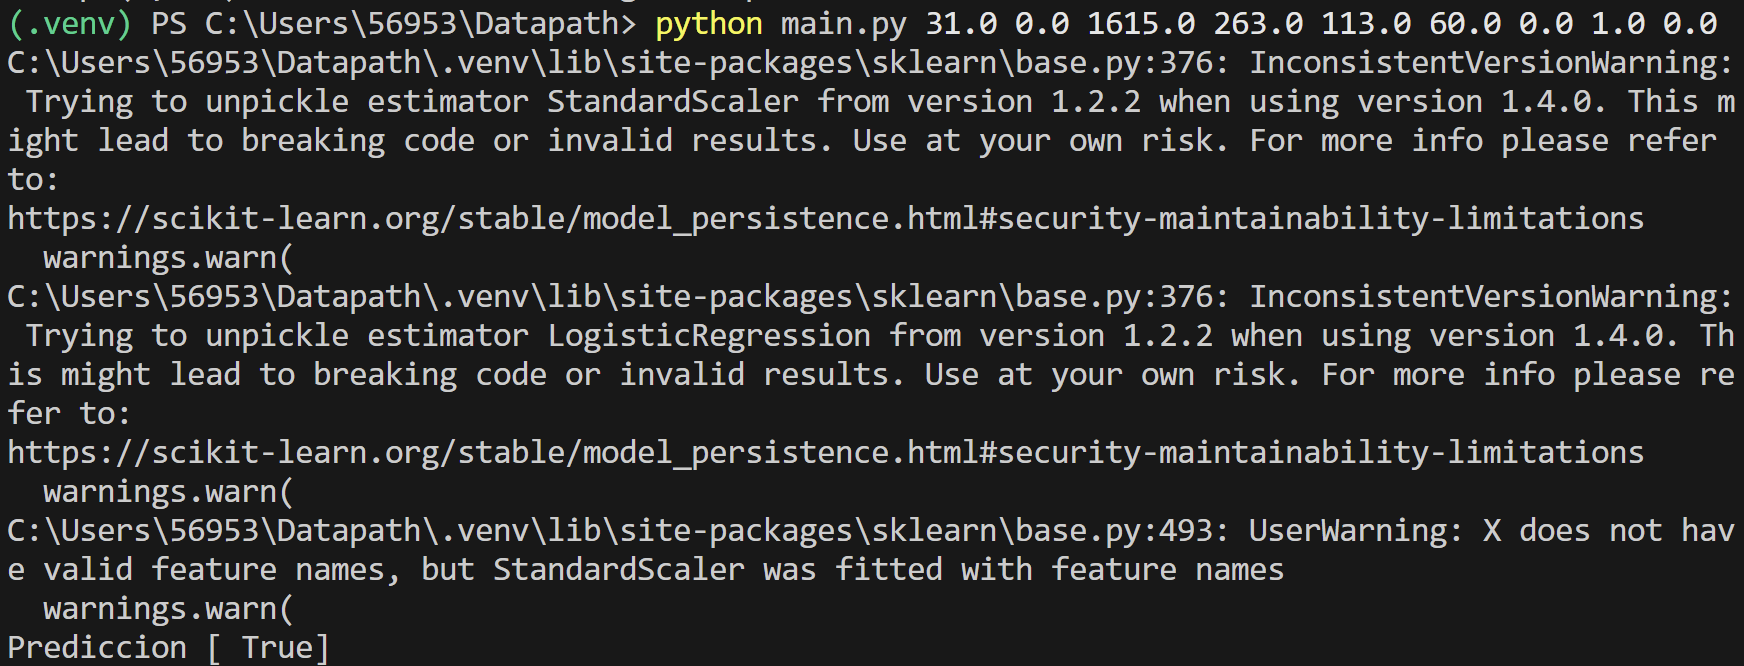 (.venv) PS C:\Users\56953\Datapath> python main.py 31.0 0.0 1615.0 263.0 113.0 60.0 0.0 1.0 0.0
C:\Users\56953\Datapath\.venv\lib\site-packages\sklearn\base.py:376: InconsistentVersionWarning:
 Trying to unpickle estimator StandardScaler from version 1.2.2 when using version 1.4.0. This m
ight lead to breaking code or invalid results. Use at your own risk. For more info please refer
to:
https://scikit-learn.org/stable/model_persistence.html#security-maintainability-limitations
  warnings.warn(
C:\Users\56953\Datapath\.venv\lib\site-packages\sklearn\base.py:376: InconsistentVersionWarning:
 Trying to unpickle estimator LogisticRegression from version 1.2.2 when using version 1.4.0. Th
is might lead to breaking code or invalid results. Use at your own risk. For more info please re
fer to:
https://scikit-learn.org/stable/model_persistence.html#security-maintainability-limitations
  warnings.warn(
C:\Users\56953\Datapath\.venv\lib\site-packages\sklearn\base.py:493: UserWarning: X does not hav
e valid feature names, but StandardScaler was fitted with feature names
  warnings.warn(
Prediccion [ True]